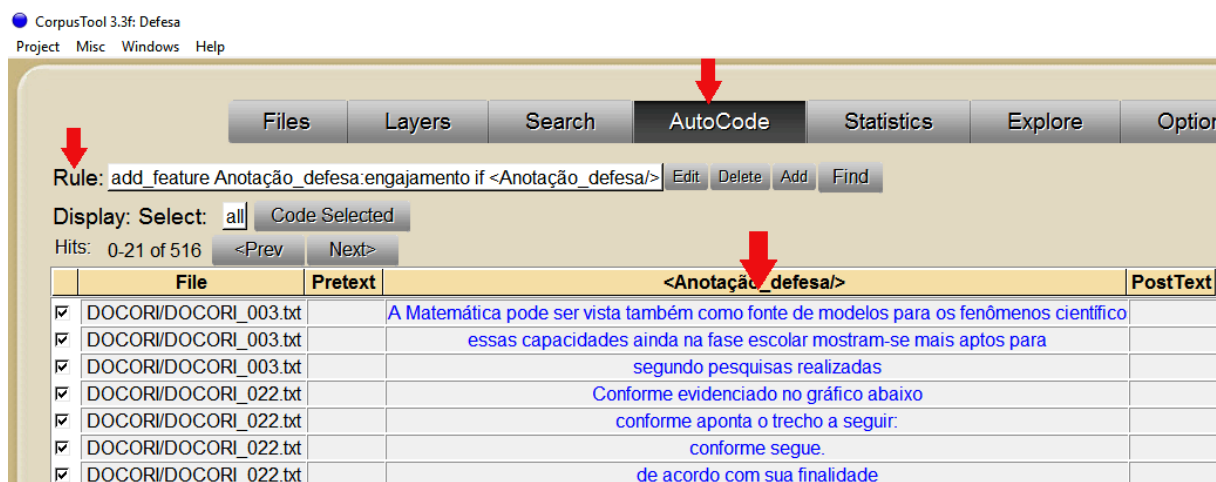 CorpusTool 3.3f: Defesa
Project Misc Windows Help
Files Layers Search AutoCode Statistics Explore Option
Rule: add_feature Anotação_defesa:engajamento if <Anotação_defesa/> Edit Delete Add Find
Display: Select: all Code Selected
Hits: 0-21 of 516 <Prev Next>
File Pretext <Anotação_defesa/> PostText
DOCORI/DOCORI_003.txt A Matemática pode ser vista também como fonte de modelos para os fenômenos científico
DOCORI/DOCORI_003.txt essas capacidades ainda na fase escolar mostram-se mais aptos para
DOCORI/DOCORI_003.txt segundo pesquisas realizadas
DOCORI/DOCORI_022.txt Conforme evidenciado no gráfico abaixo
DOCORI/DOCORI_022.txt conforme aponta o trecho a seguir:
DOCORI/DOCORI_022.txt conforme segue.
DOCORI/DOCORI_022.txt de acordo com sua finalidade